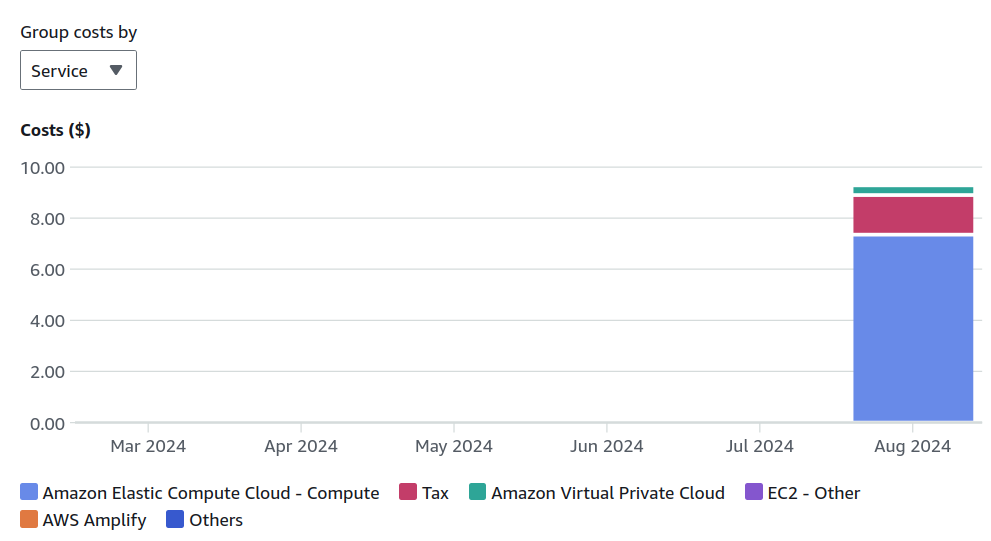 Group costs by
Service
Costs ($)
10.00
8.00
6.00
4.00
2.00
0.00
Mar 2024 Apr 2024 May 2024 Jun 2024 Jul 2024 Aug 2024
Amazon Elastic Compute Cloud - Compute Tax Amazon Virtual Private Cloud EC2 - Other
AWS Amplify Others